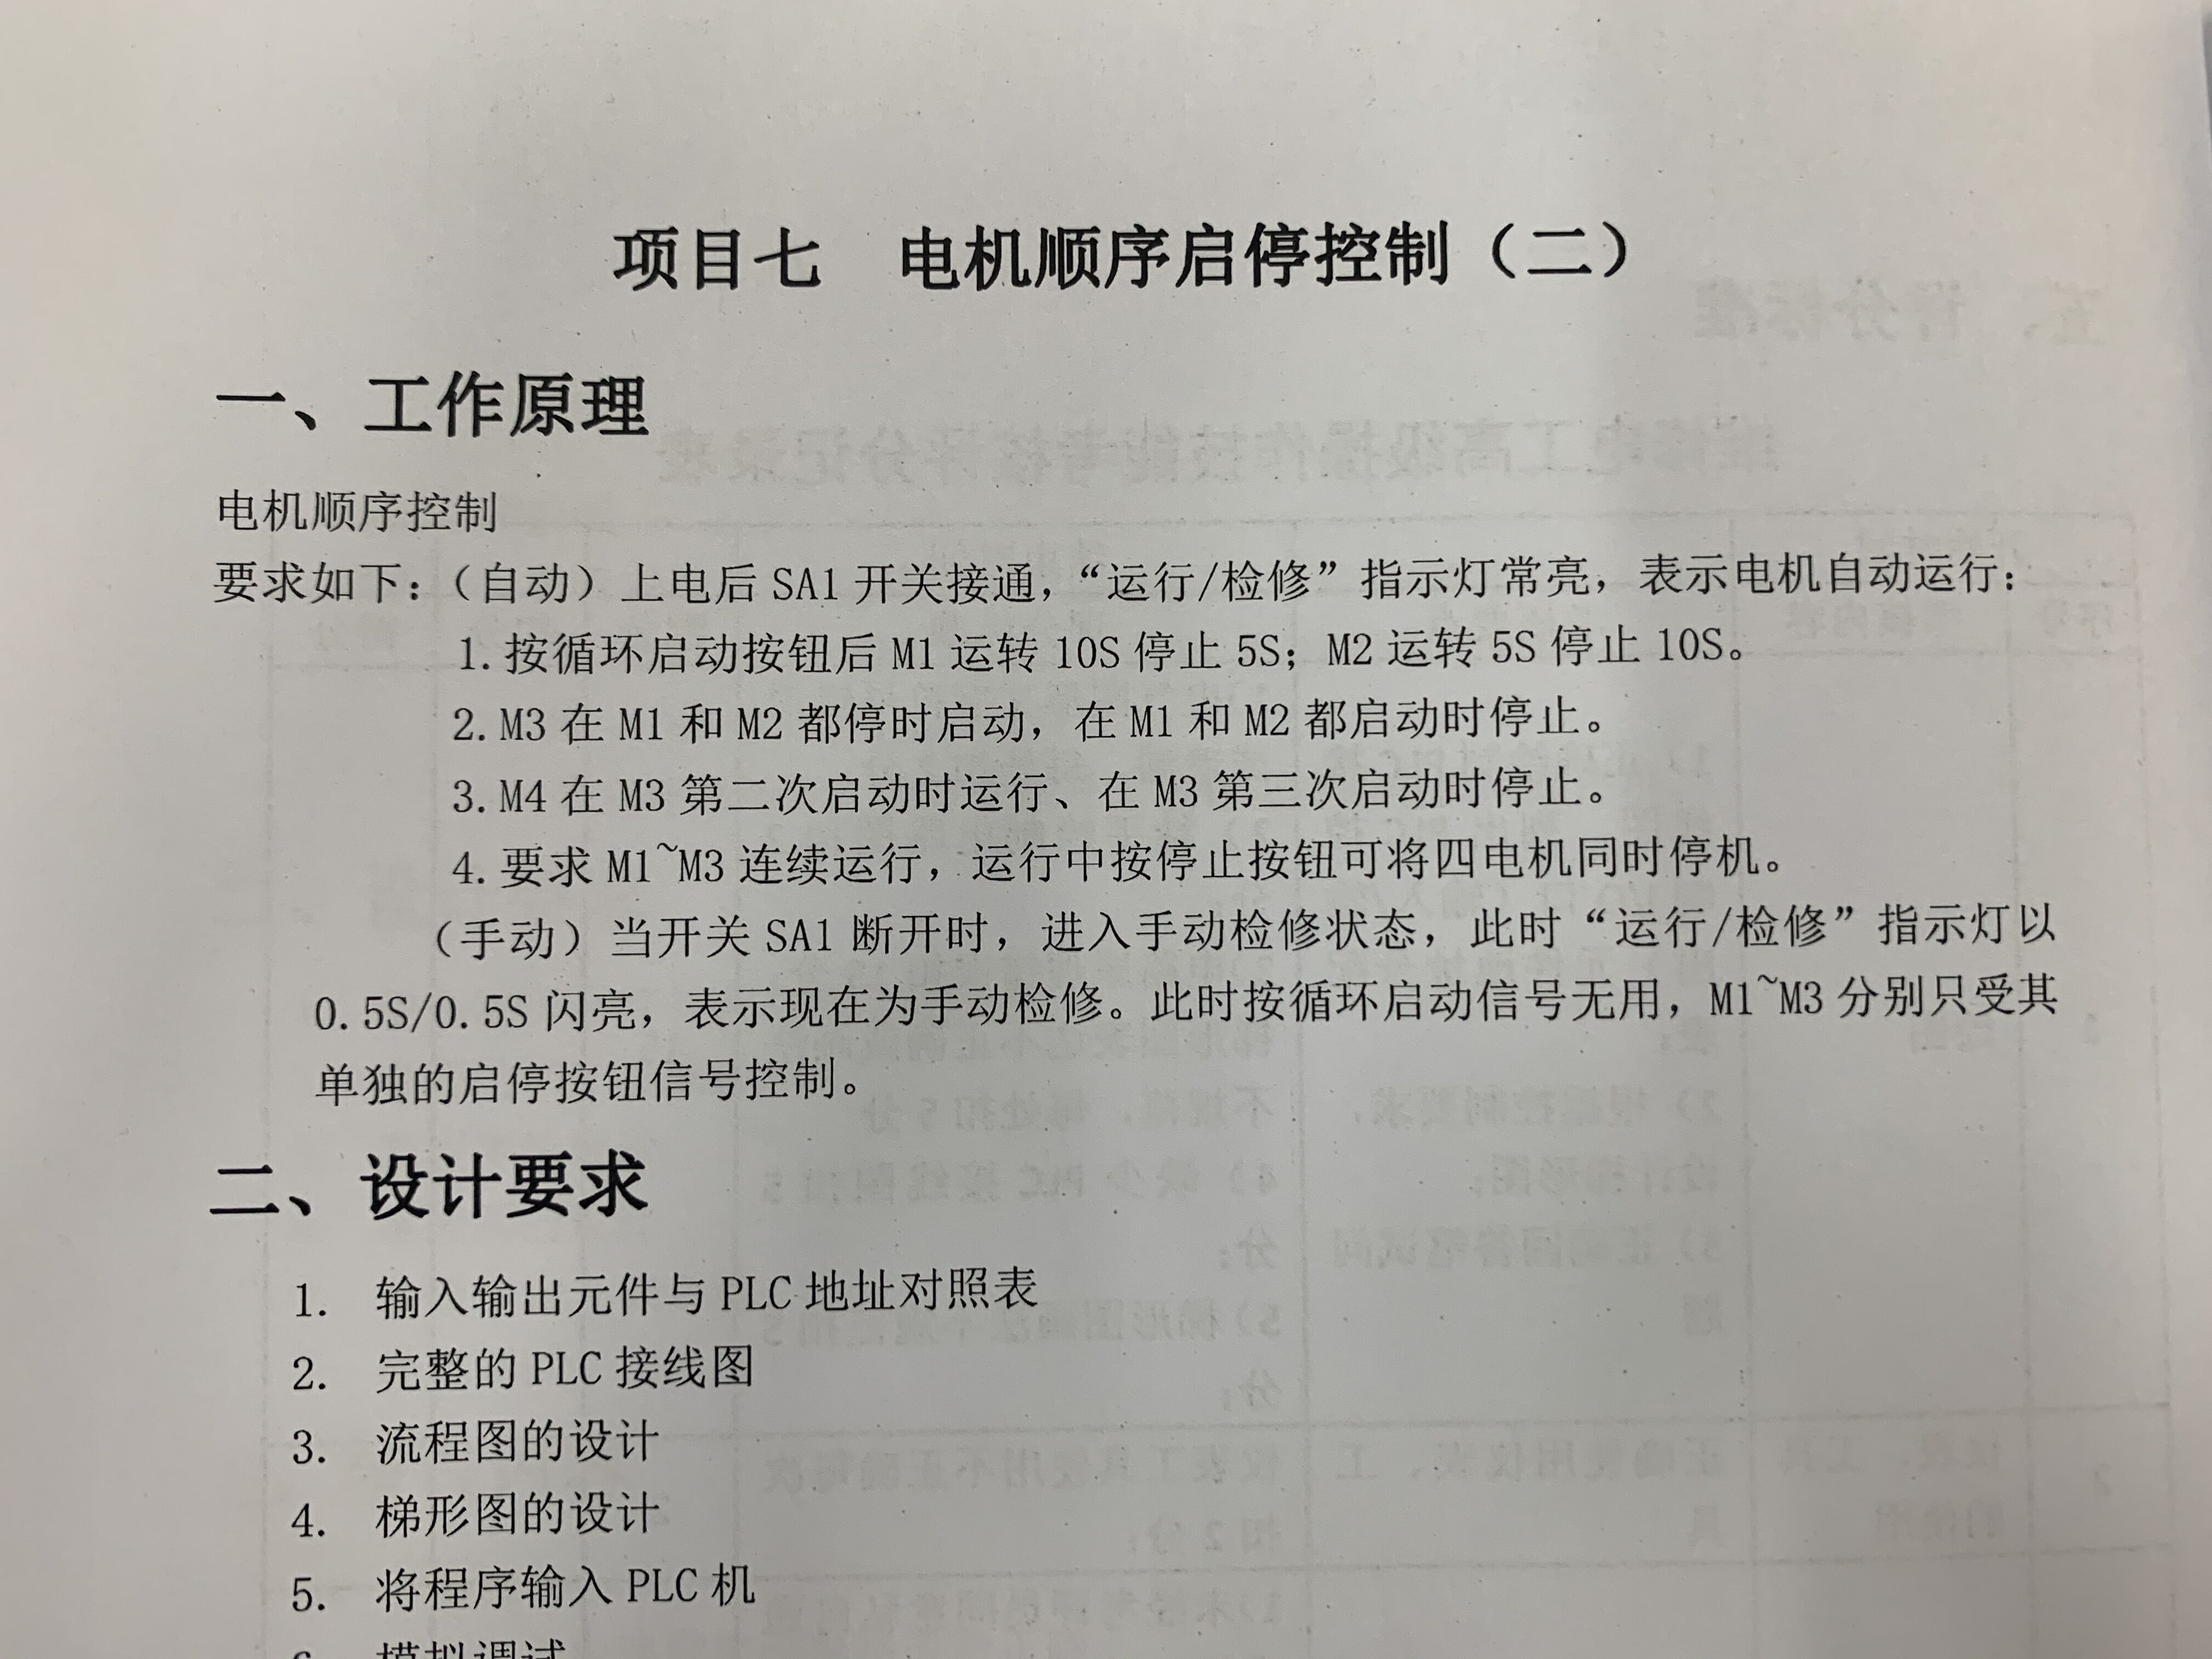 项目七 电机顺序启停控制（二）
一、工作原理
电机顺序控制
要求如下：（自动）上电后 SA1 开关接通，“运行/检修”指示灯常亮，表示电机自动运行：
1. 按循环启动按钮后 M1 运转 10S 停止 5S；M2 运转 5S 停止 10S。
2. M3 在 M1 和 M2 都停时启动，在 M1 和 M2 都启动时停止。
3. M4 在 M3 第二次启动时运行、在 M3 第三次启动时停止。
4. 要求 M1~M3 连续运行，运行中按停止按钮可将四电机同时停机。
（手动）当开关 SA1 断开时，进入手动检修状态，此时“运行/检修”指示灯以
0.5S/0.5S 闪亮，表示现在为手动检修。此时按循环启动信号无用，M1~M3 分别只受其
单独的启停按钮信号控制。
二、设计要求
1. 输入输出元件与 PLC 地址对照表
2. 完整的 PLC 接线图
3. 流程图的设计
4. 梯形图的设计
5. 将程序输入 PLC 机
6. 模拟调试